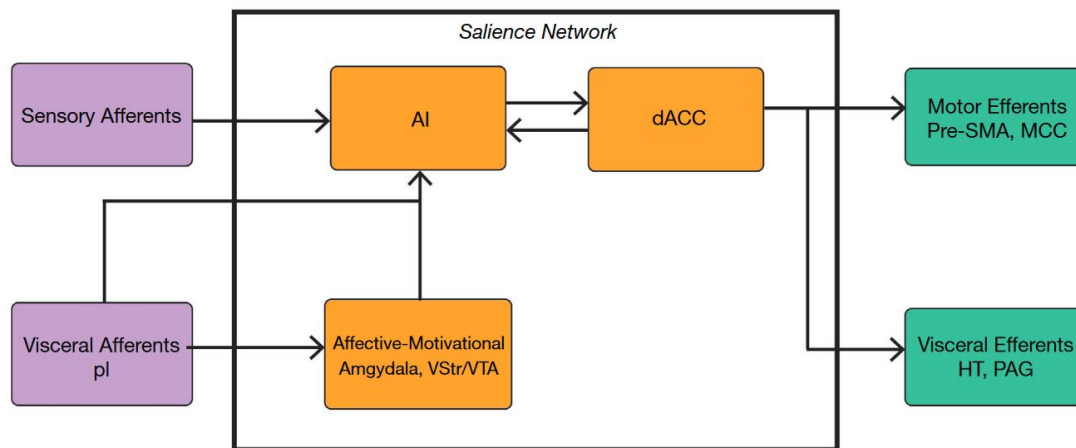 Salience Network
Sensory Afferents
AI
dACC
Motor Efferents
Pre-SMA, MCC
Visceral Afferents
pI
Affective-Motivational
Amgydala, VStr/VTA
Visceral Efferents
HT, PAG